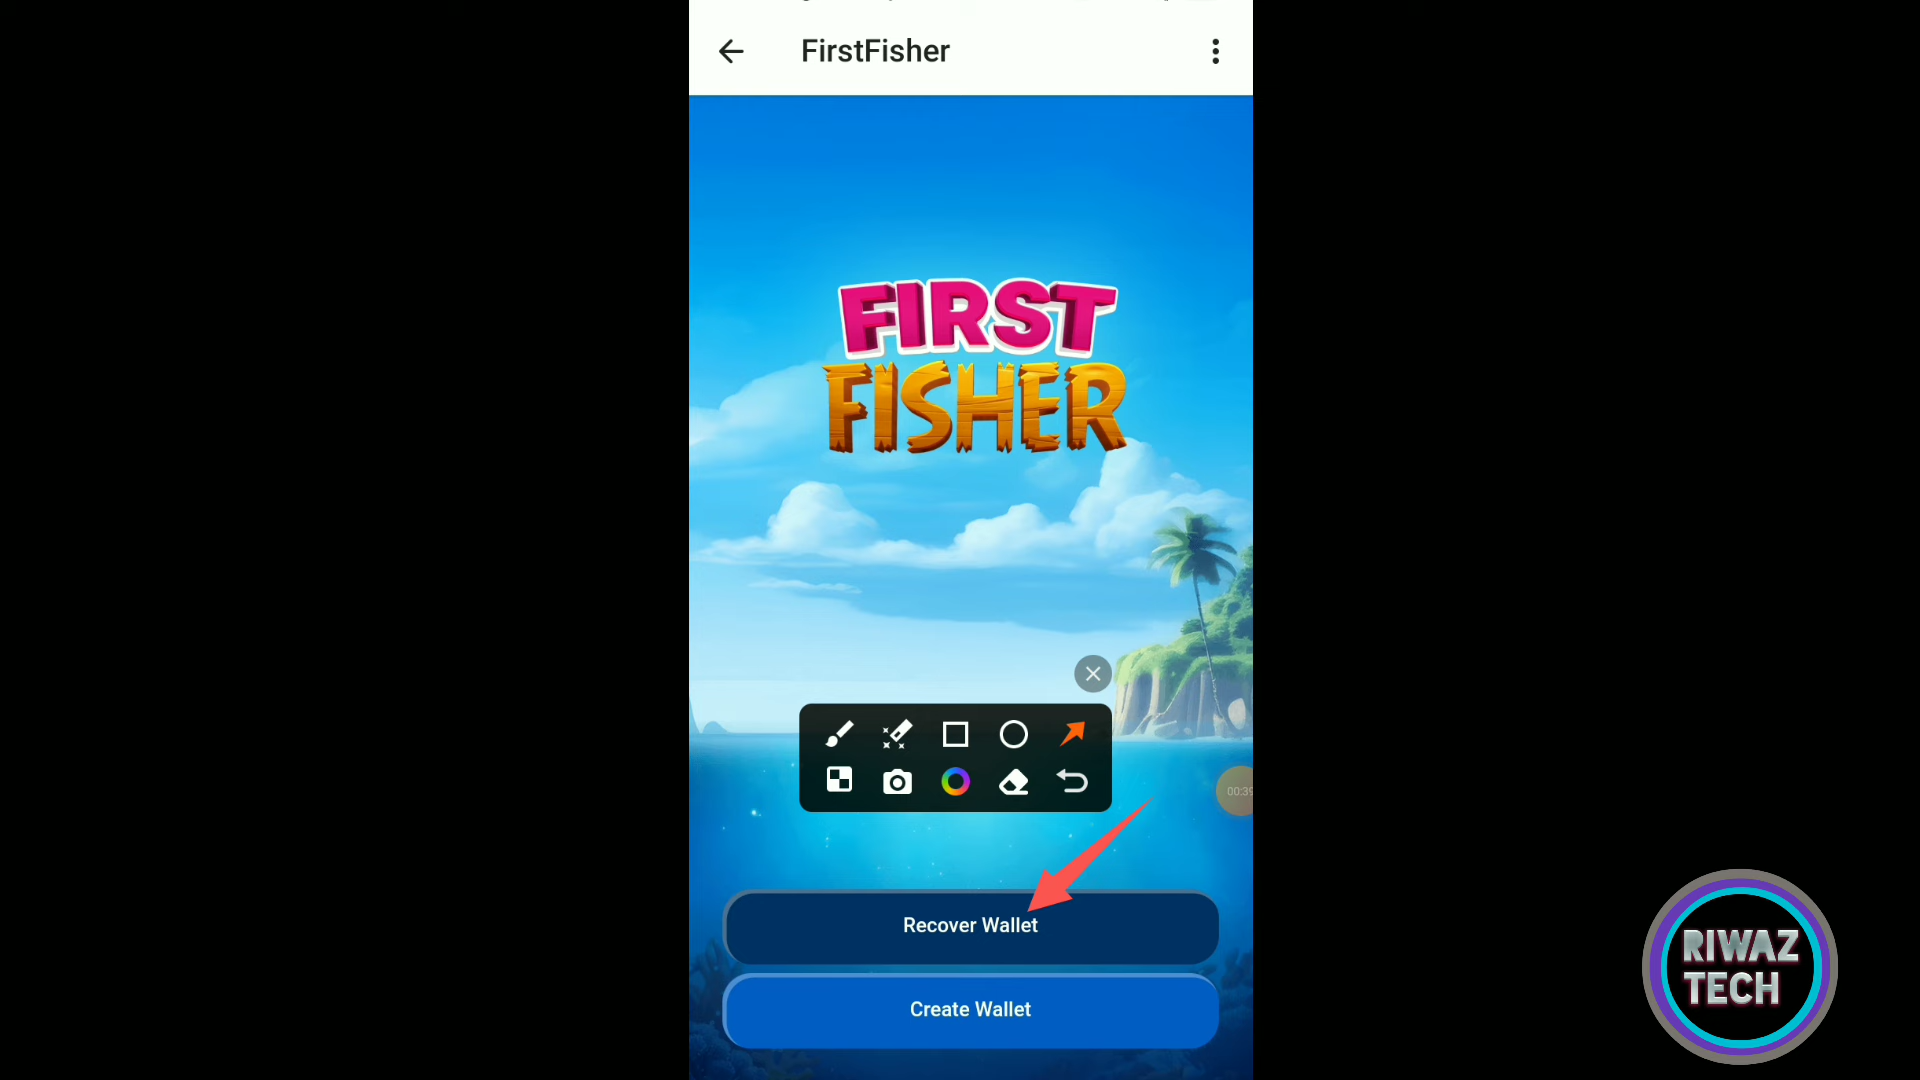 FirstFisher
FIRST
FISHER
Recover Wallet
Create Wallet
RIWAZ
TECH